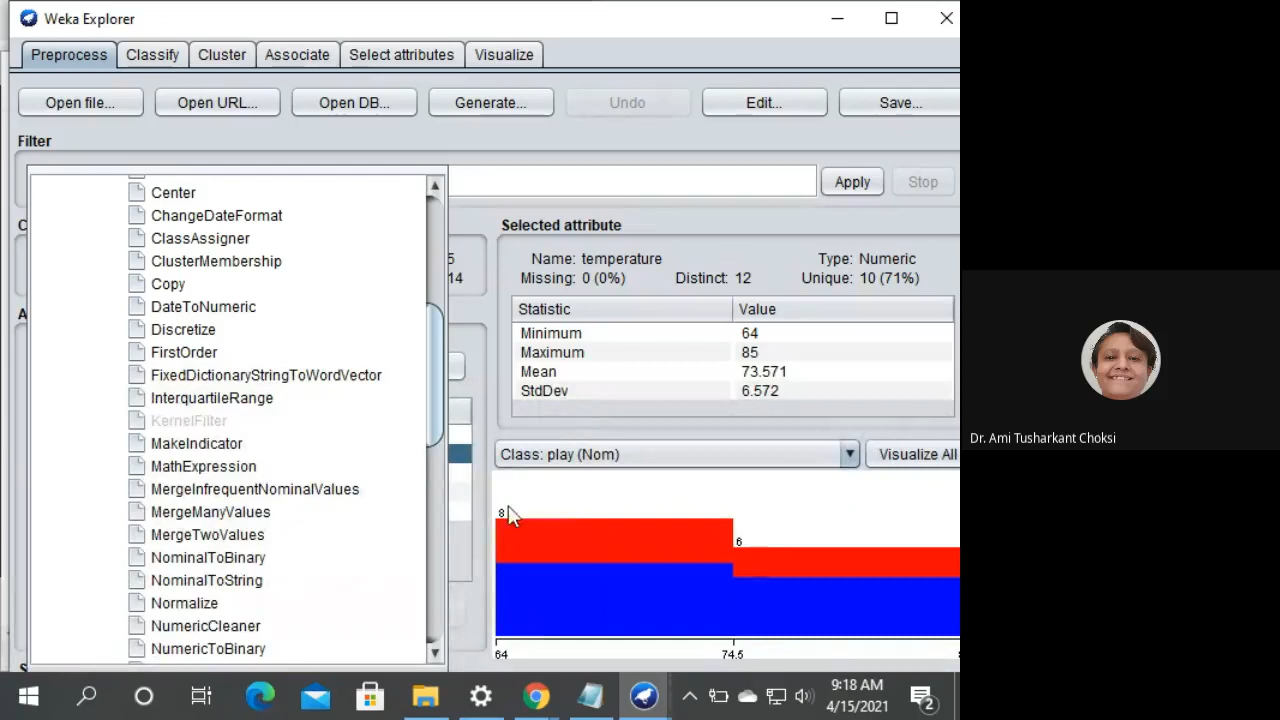 Weka Explorer
Preprocess Classify Cluster Associate Select attributes Visualize
Open file... Open URL... Open DB... Generate... Undo Edit... Save...
Filter
Apply Stop
Center
ChangeDateFormat
ClassAssigner
ClusterMembership
Copy
DateToNumeric
Discretize
FirstOrder
FixedDictionaryStringToWordVector
InterquartileRange
KernelFilter
MakeIndicator
MathExpression
MergeInfrequentNominalValues
MergeManyValues
MergeTwoValues
NominalToBinary
NominalToString
Normalize
NumericCleaner
NumericToBinary
C
5
14
A
S
Selected attribute
Name: temperature Type: Numeric
Missing: 0 (0%) Distinct: 12 Unique: 10 (71%)
Statistic Value
Minimum 64
Maximum 85
Mean 73.571
StdDev 6.572
Class: play (Nom) Visualize All
8
6
64 74.5
Dr. Ami Tusharkant Choksi
9:18 AM
4/15/2021
2